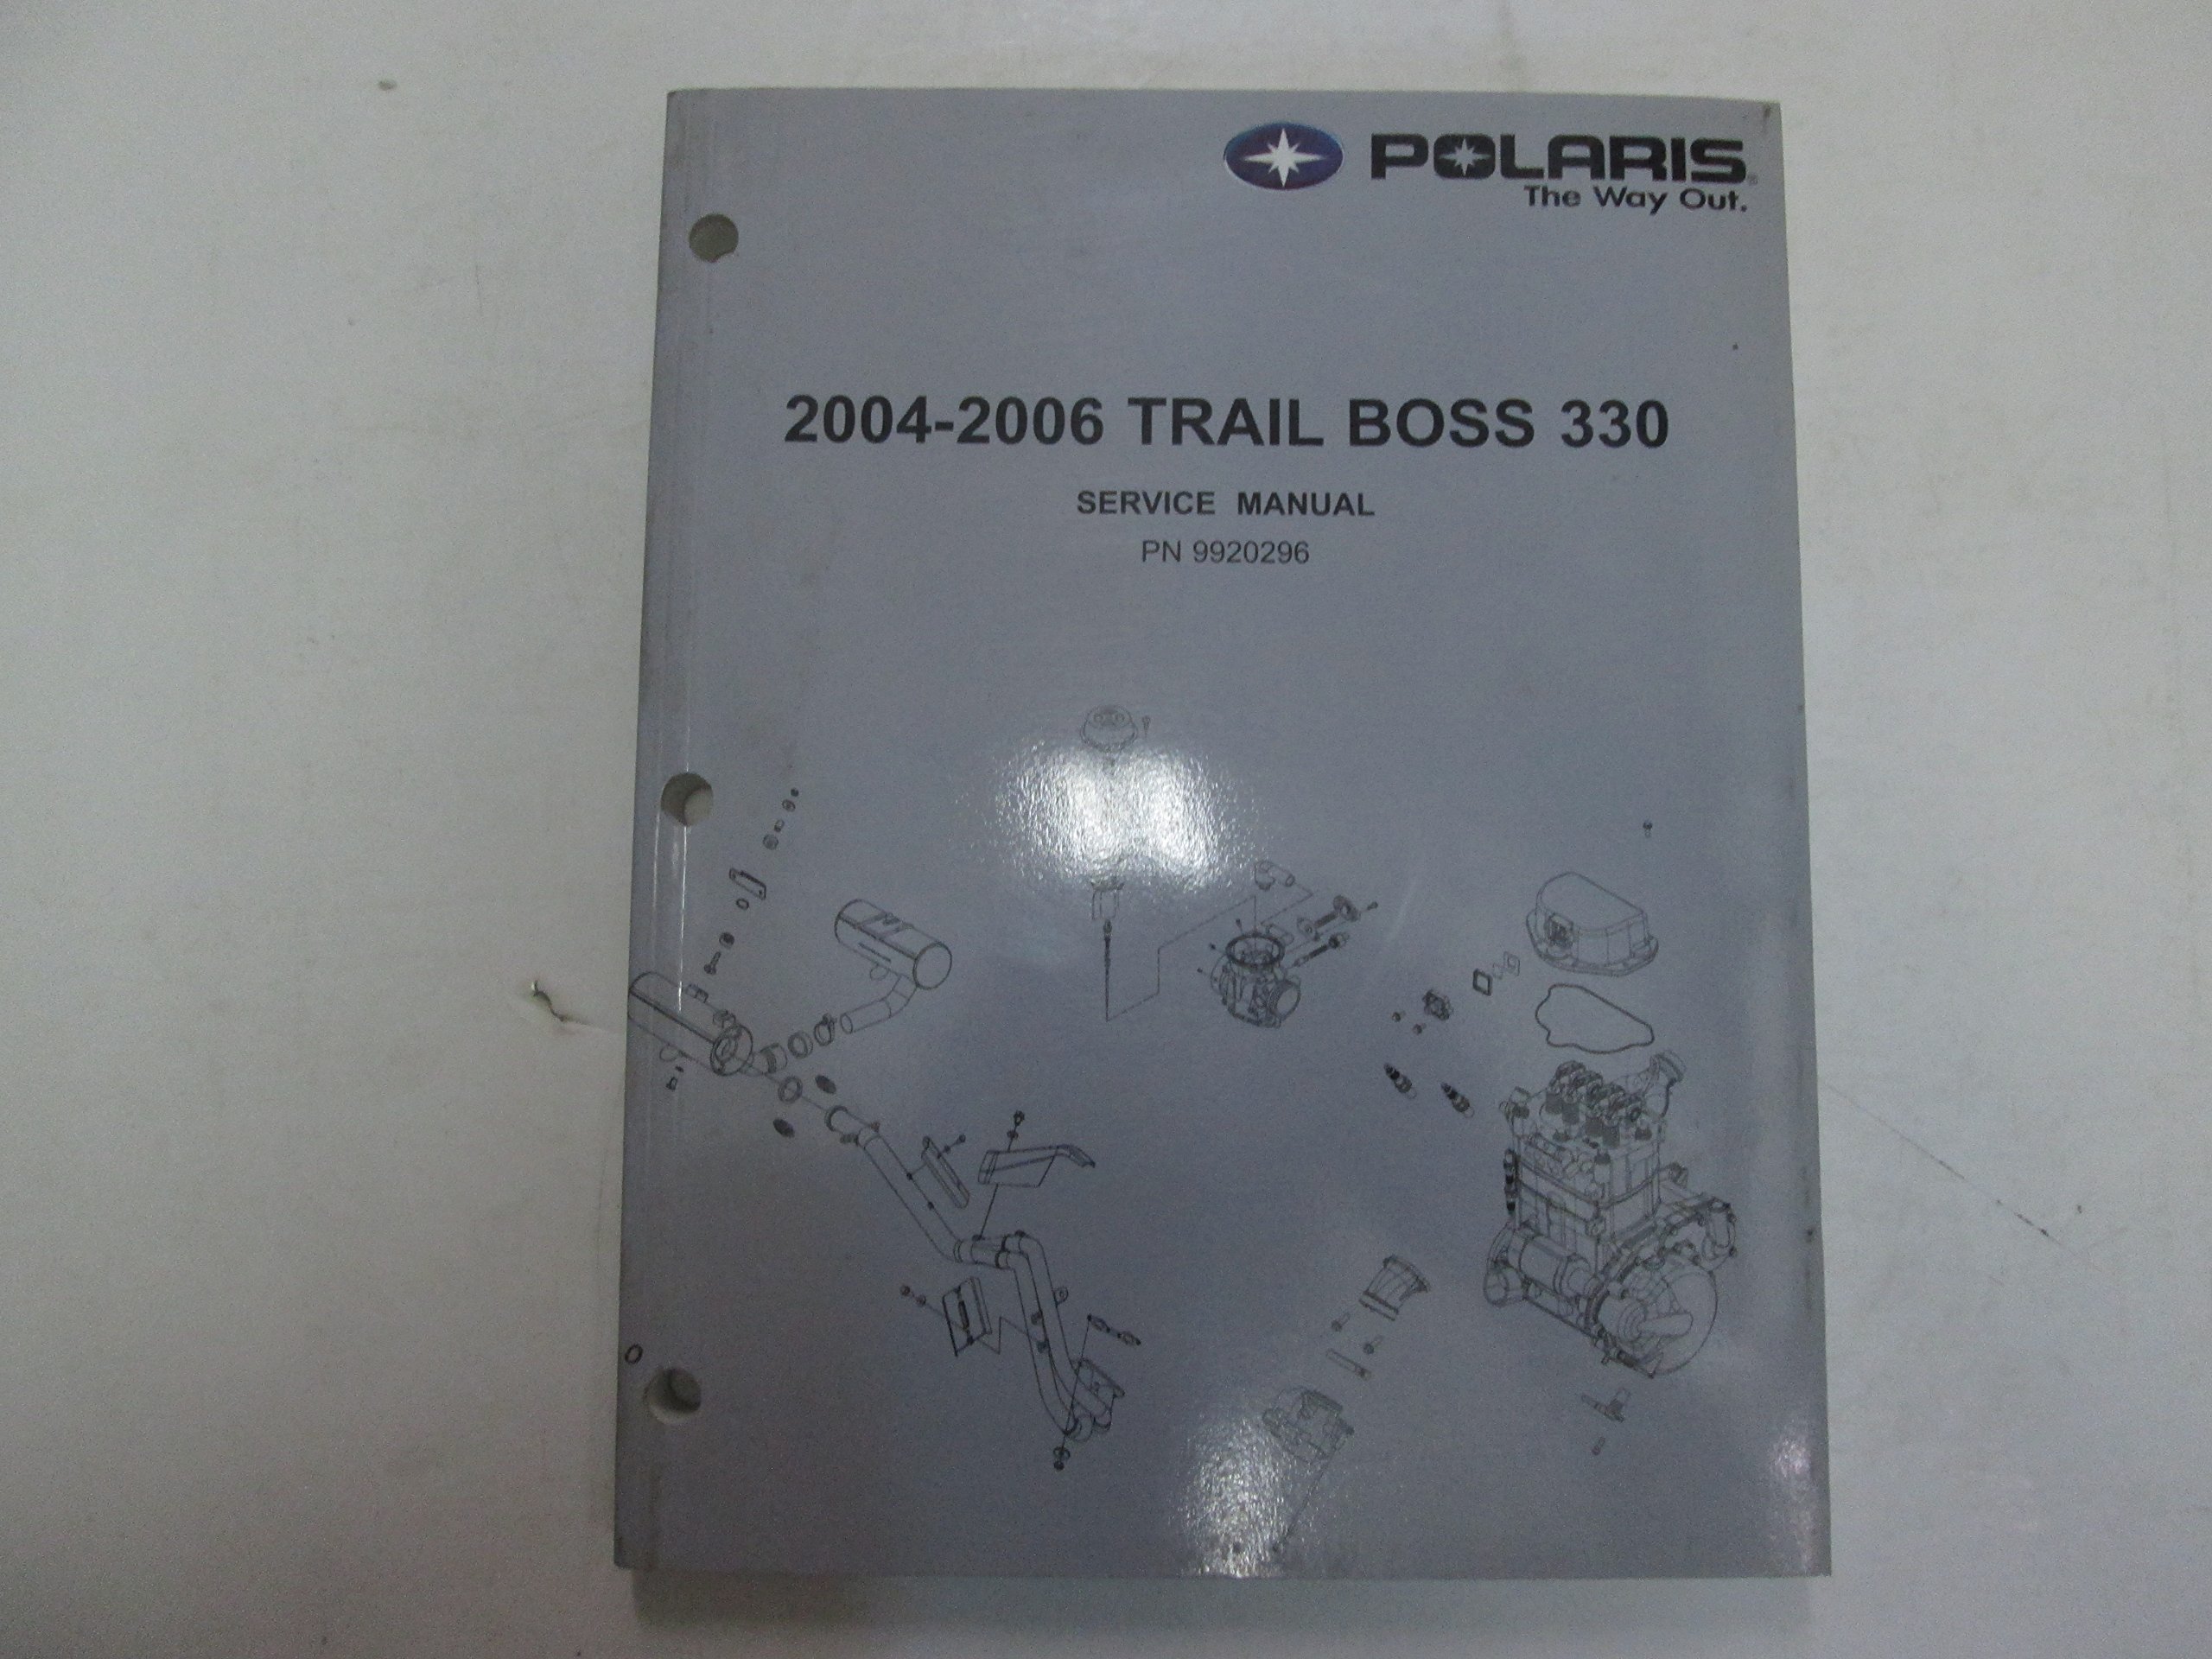 POLARIS®
The Way Out.
2004-2006 TRAIL BOSS 330
SERVICE MANUAL
PN 9920296